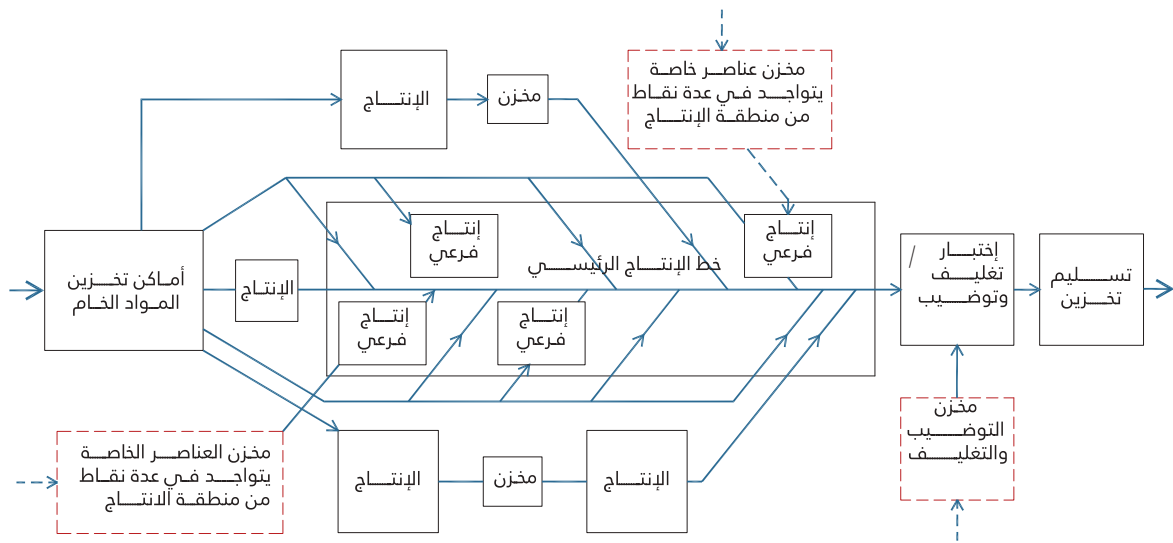 مخزن عناصر خاصة
يتواجد في عدة نقاط
من منطقة الإنتاج
الإنتاج
مخزن
إنتاج
فرعي
إنتاج
فرعي
خط الإنتاج الرئيسي
إختبار /
تغليف
وتوضيب
تسليم
تخزين
أماكن تخزين
المواد الخام
الإنتاج
إنتاج
فرعي
إنتاج
فرعي
مخزن
التوضيب
والتغليف
مخزن العناصر الخاصة
يتواجد في عدة نقاط
من منطقة الانتاج
الإنتاج
مخزن
الإنتاج